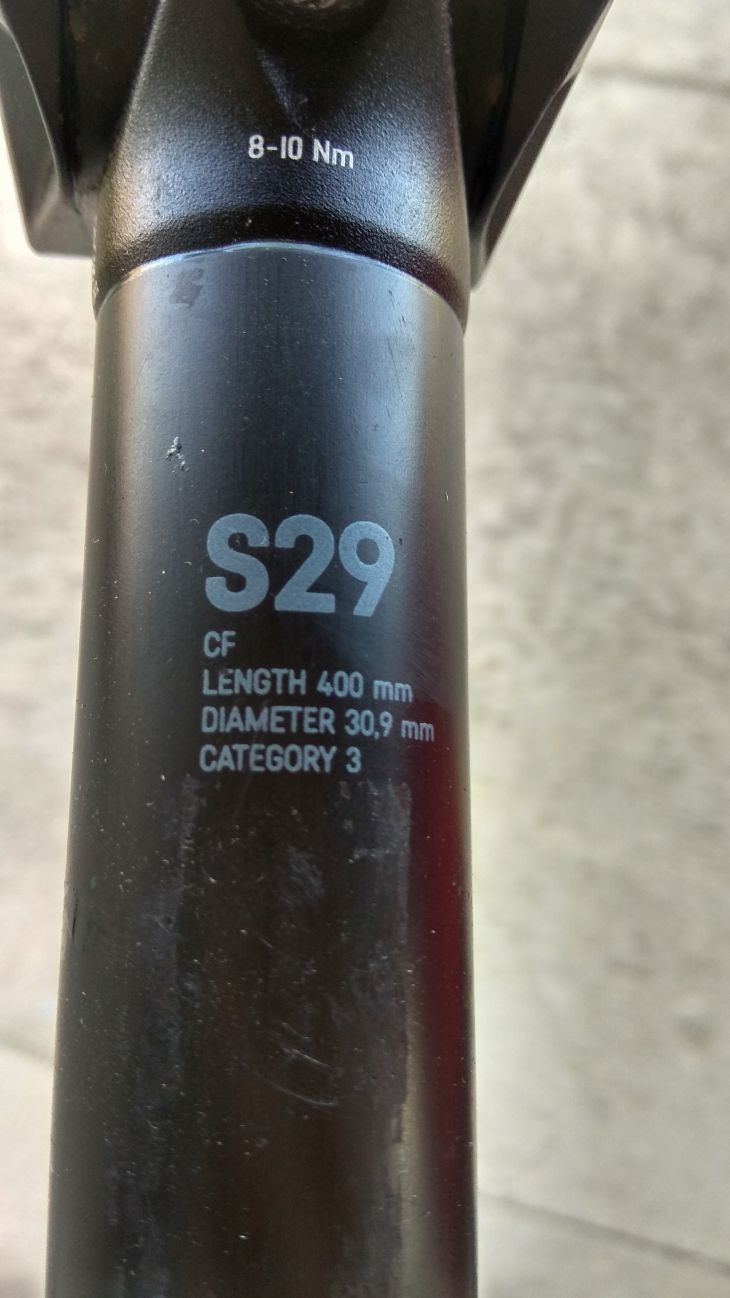 8-10 Nm
S29
CF
LENGTH 400 mm
DIAMETER 30,9 mm
CATEGORY 3